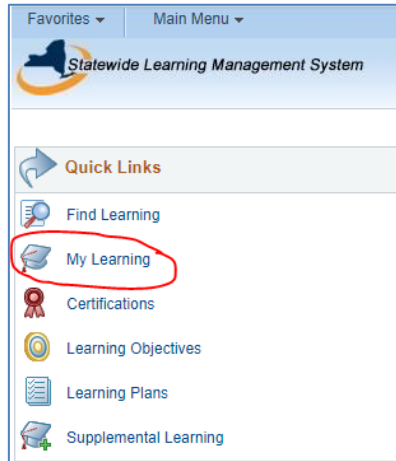 Favorites Main Menu
Statewide Learning Management System
Quick Links
Find Learning
My Learning
Certifications
Learning Objectives
Learning Plans
Supplemental Learning